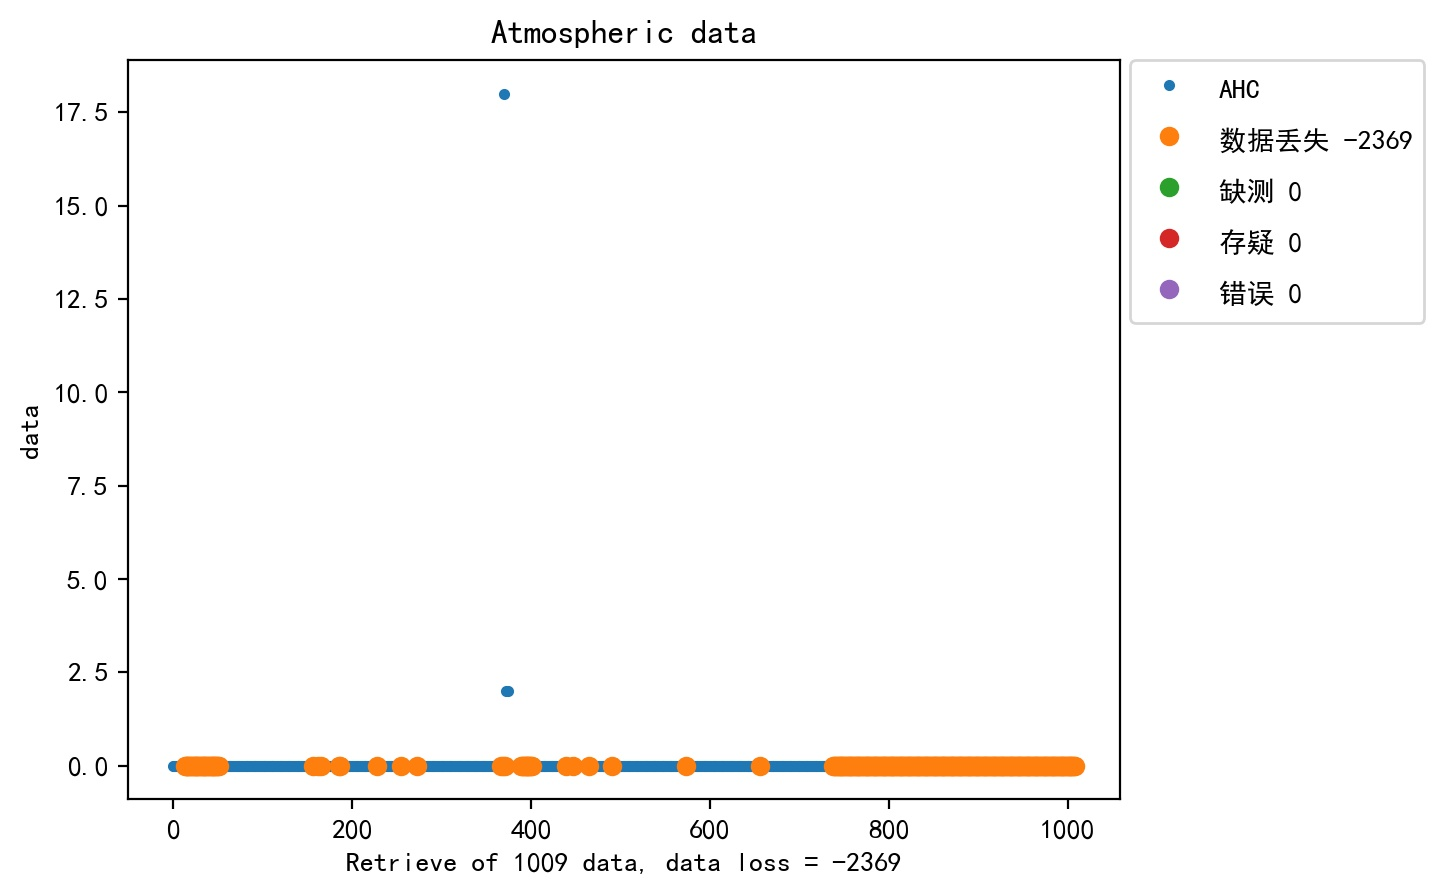 Atmospheric data
AHC
数据丢失 -2369
缺测 0
存疑 0
错误 0
17.5
15.0
12.5
10.0
7.5
5.0
2.5
0.0
data
0 200 400 600 800 1000
Retrieve of 1009 data, data loss = -2369